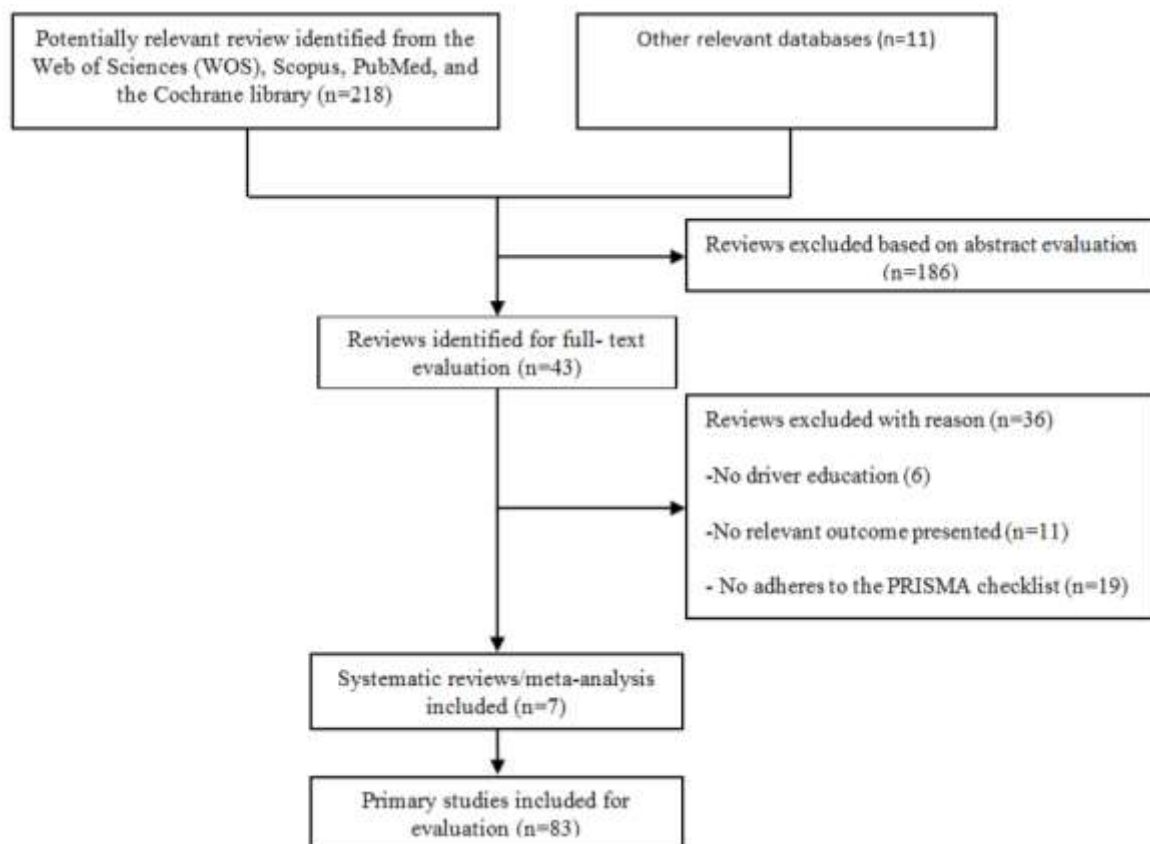 Potentially relevant review identified from the
Web of Sciences (WOS), Scopus, PubMed, and
the Cochrane library (n=218)
Other relevant databases (n=11)
Reviews excluded based on abstract evaluation
(n=186)
Reviews identified for full- text
evaluation (n=43)
Reviews excluded with reason (n=36)
-No driver education (6)
-No relevant outcome presented (n=11)
- No adheres to the PRISMA checklist (n=19)
Systematic reviews/meta-analysis
included (n=7)
Primary studies included for
evaluation (n=83)